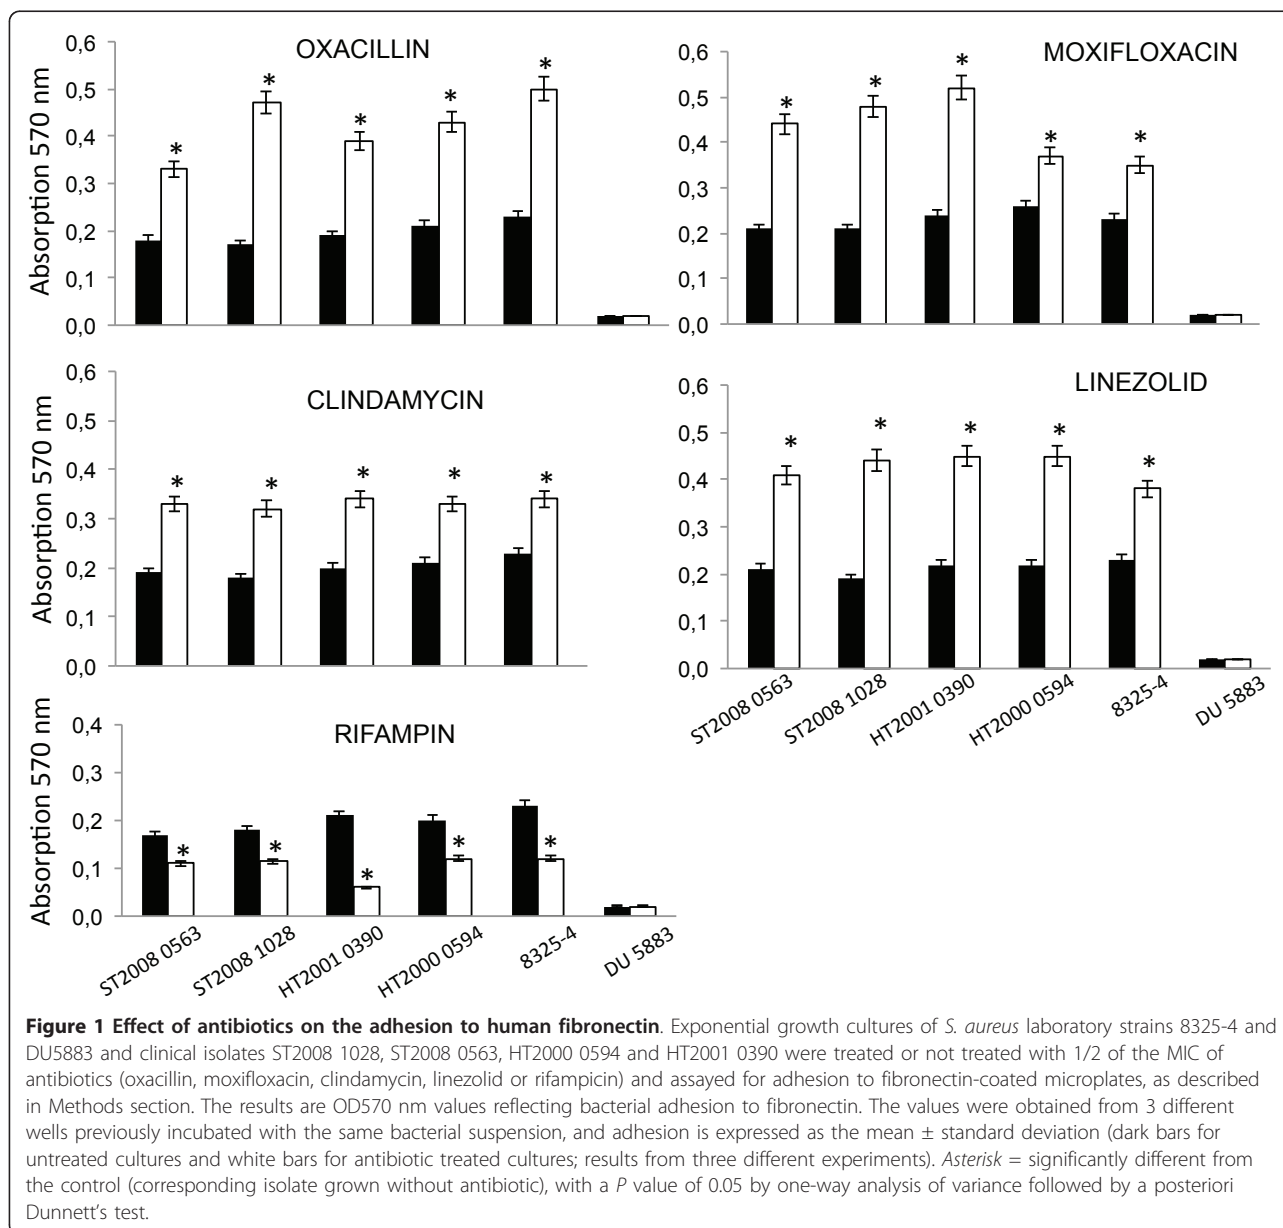 OXACILLIN
Absorption 570 nm
0,6
0,5
0,4
0,3
0,2
0,1
0,0
* * * * *
MOXIFLOXACIN
0,6
0,5
0,4
0,3
0,2
0,1
0,0
* * * * *
CLINDAMYCIN
Absorption 570 nm
0,6
0,5
0,4
0,3
0,2
0,1
0,0
* * * * *
LINEZOLID
0,6
0,5
0,4
0,3
0,2
0,1
0,0
* * * * *
ST2008 0563
ST2008 1028
HT2001 0390
HT2000 0594
8325-4
DU 5883
RIFAMPIN
Absorption 570 nm
0,4
0,3
0,2
0,1
0,0
* * * * *
ST2008 0563
ST2008 1028
HT2001 0390
HT2000 0594
8325-4
DU 5883
Figure 1 Effect of antibiotics on the adhesion to human fibronectin. Exponential growth cultures of S. aureus laboratory strains 8325-4 and
DU5883 and clinical isolates ST2008 1028, ST2008 0563, HT2000 0594 and HT2001 0390 were treated or not treated with 1/2 of the MIC of
antibiotics (oxacillin, moxifloxacin, clindamycin, linezolid or rifampicin) and assayed for adhesion to fibronectin-coated microplates, as described
in Methods section. The results are OD570 nm values reflecting bacterial adhesion to fibronectin. The values were obtained from 3 different
wells previously incubated with the same bacterial suspension, and adhesion is expressed as the mean ± standard deviation (dark bars for
untreated cultures and white bars for antibiotic treated cultures; results from three different experiments). Asterisk = significantly different from
the control (corresponding isolate grown without antibiotic), with a P value of 0.05 by one-way analysis of variance followed by a posteriori
Dunnett's test.